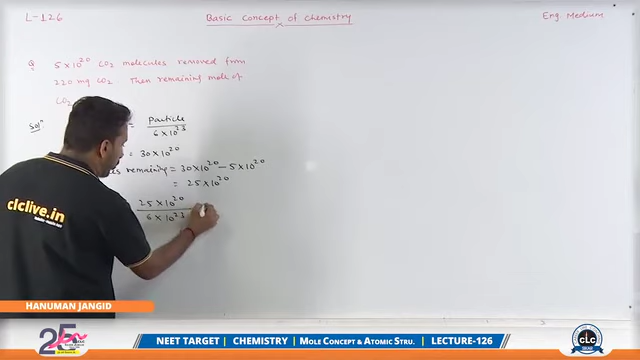 L-126
Basic Concept of Chemistry
Eng. Medium
Q 5×10²⁰ CO₂ molecules removed from
220 mg CO₂ Then remaining mole of
CO₂
Solⁿ = Particle / 6×10²³
= 30×10²⁰
remaining = 30×10²⁰ – 5×10²⁰
= 25×10²⁰
25×10²⁰ / 6×10²³
clclive.in
HANUMAN JANGID
25
NEET TARGET | CHEMISTRY | MOLE CONCEPT & ATOMIC STRU. | LECTURE-126
CLC